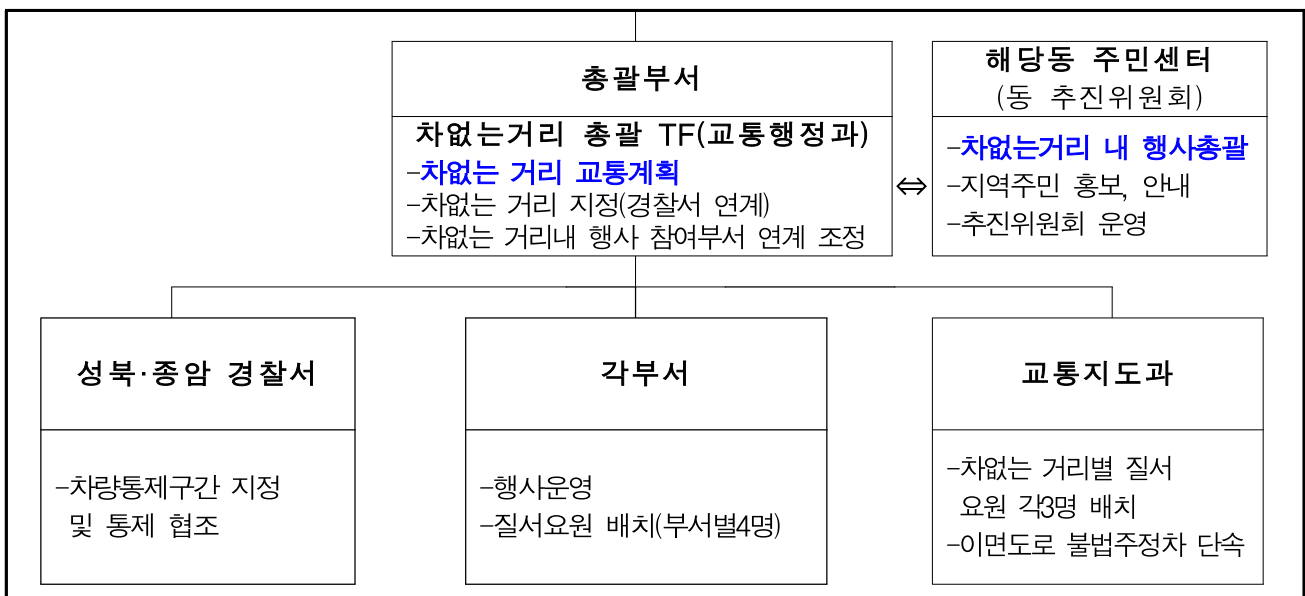 총괄부서
차없는거리 총괄 TF(교통행정과)
-차없는 거리 교통계획
-차없는 거리 지정(경찰서 연계)
-차없는 거리내 행사 참여부서 연계 조정
⇔
해당동 주민센터
(동 추진위원회)
-차없는거리 내 행사총괄
-지역주민 홍보, 안내
-추진위원회 운영
성북·종암 경찰서
-차량통제구간 지정
및 통제 협조
각부서
-행사운영
-질서요원 배치(부서별4명)
교통지도과
-차없는 거리별 질서
요원 각3명 배치
-이면도로 불법주정차 단속